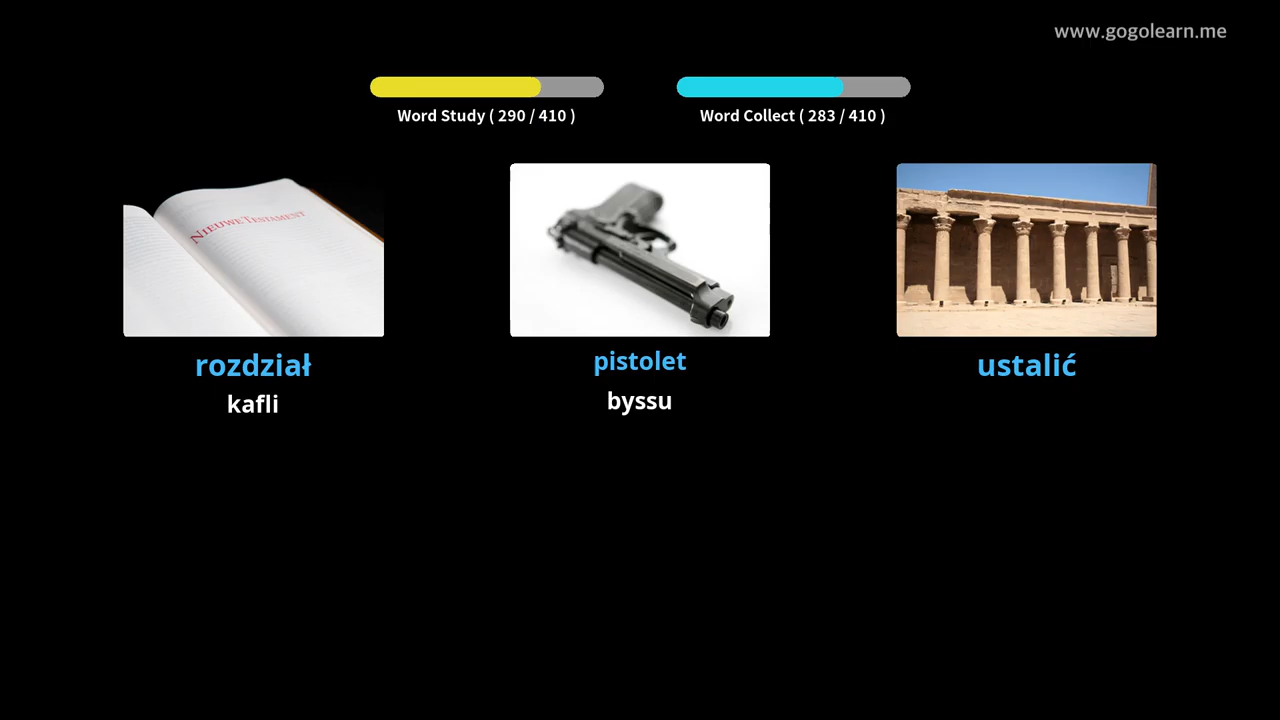 www.gogolearn.me
Word Study ( 290 / 410 )
Word Collect ( 283 / 410 )
NIEUWE TESTAMENT
rozdział
kafli
pistolet
byssu
ustalić